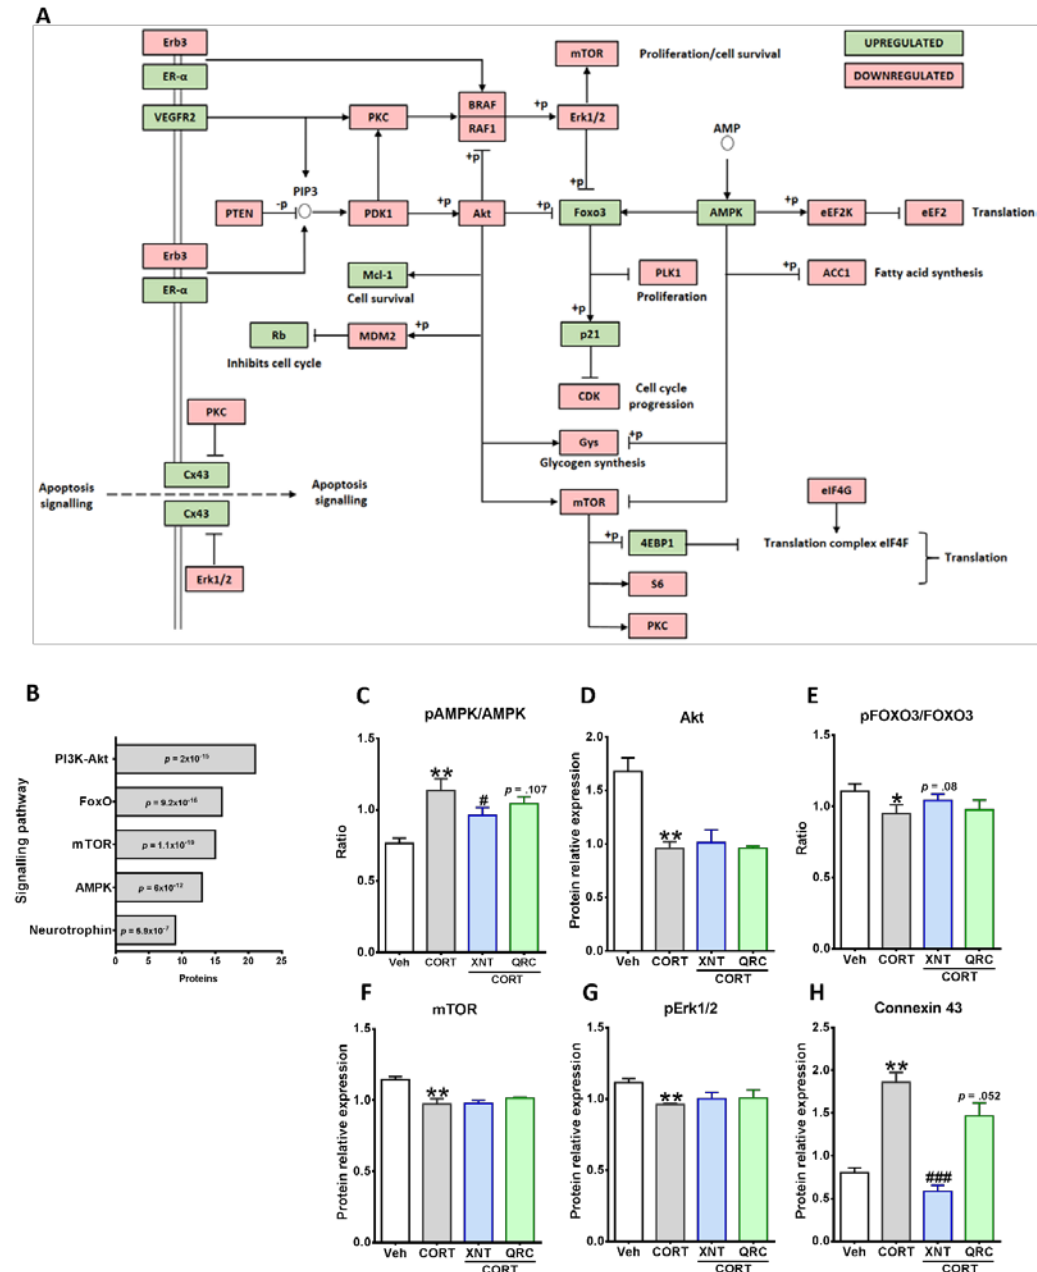 A
Erb3
ER-α
VEGFR2
PKC
BRAF
RAF1
+p
+p
Erk1/2
mTOR
Proliferation/cell survival
UPREGULATED
DOWNREGULATED
AMP
+p
PTEN
-p
PIP3
PDK1
+p
Akt
+p
Foxo3
AMPK
+p
eEF2K
eEF2
Translation
Erb3
ER-α
Mcl-1
Cell survival
PLK1
Proliferation
+p
ACC1
Fatty acid synthesis
+p
p21
Rb
MDM2
+p
Inhibits cell cycle
CDK
Cell cycle
progression
PKC
Gys
+p
Glycogen synthesis
Cx43
Apoptosis
signalling
Apoptosis
signalling
Cx43
mTOR
eIF4G
+p
4EBP1
Translation complex eIF4F
Translation
Erk1/2
S6
PKC
B
Signalling pathway
PI3K-Akt
p = 2x10⁻¹⁵
FoxO
mTOR
AMPK
p = 6x10⁻¹²
Neurotrophin
0 5 10 15 20 25
Proteins
C
pAMPK/AMPK
Ratio
1.5
1.0
0.5
0.0
**
#
p = .107
Veh CORT XNT QRC
CORT
D
Akt
Protein relative expression
2.0
1.5
1.0
0.5
0.0
**
Veh CORT XNT QRC
CORT
E
pFOXO3/FOXO3
Ratio
1.5
1.0
0.5
0.0
*
p = .08
Veh CORT XNT QRC
CORT
F
mTOR
Protein relative expression
1.5
1.0
0.5
0.0
**
Veh CORT XNT QRC
CORT
G
pErk1/2
Protein relative expression
1.5
1.0
0.5
0.0
**
Veh CORT XNT QRC
CORT
H
Connexin 43
Protein relative expression
2.5
2.0
1.5
1.0
0.5
0.0
**
###
p = .052
Veh CORT XNT QRC
CORT